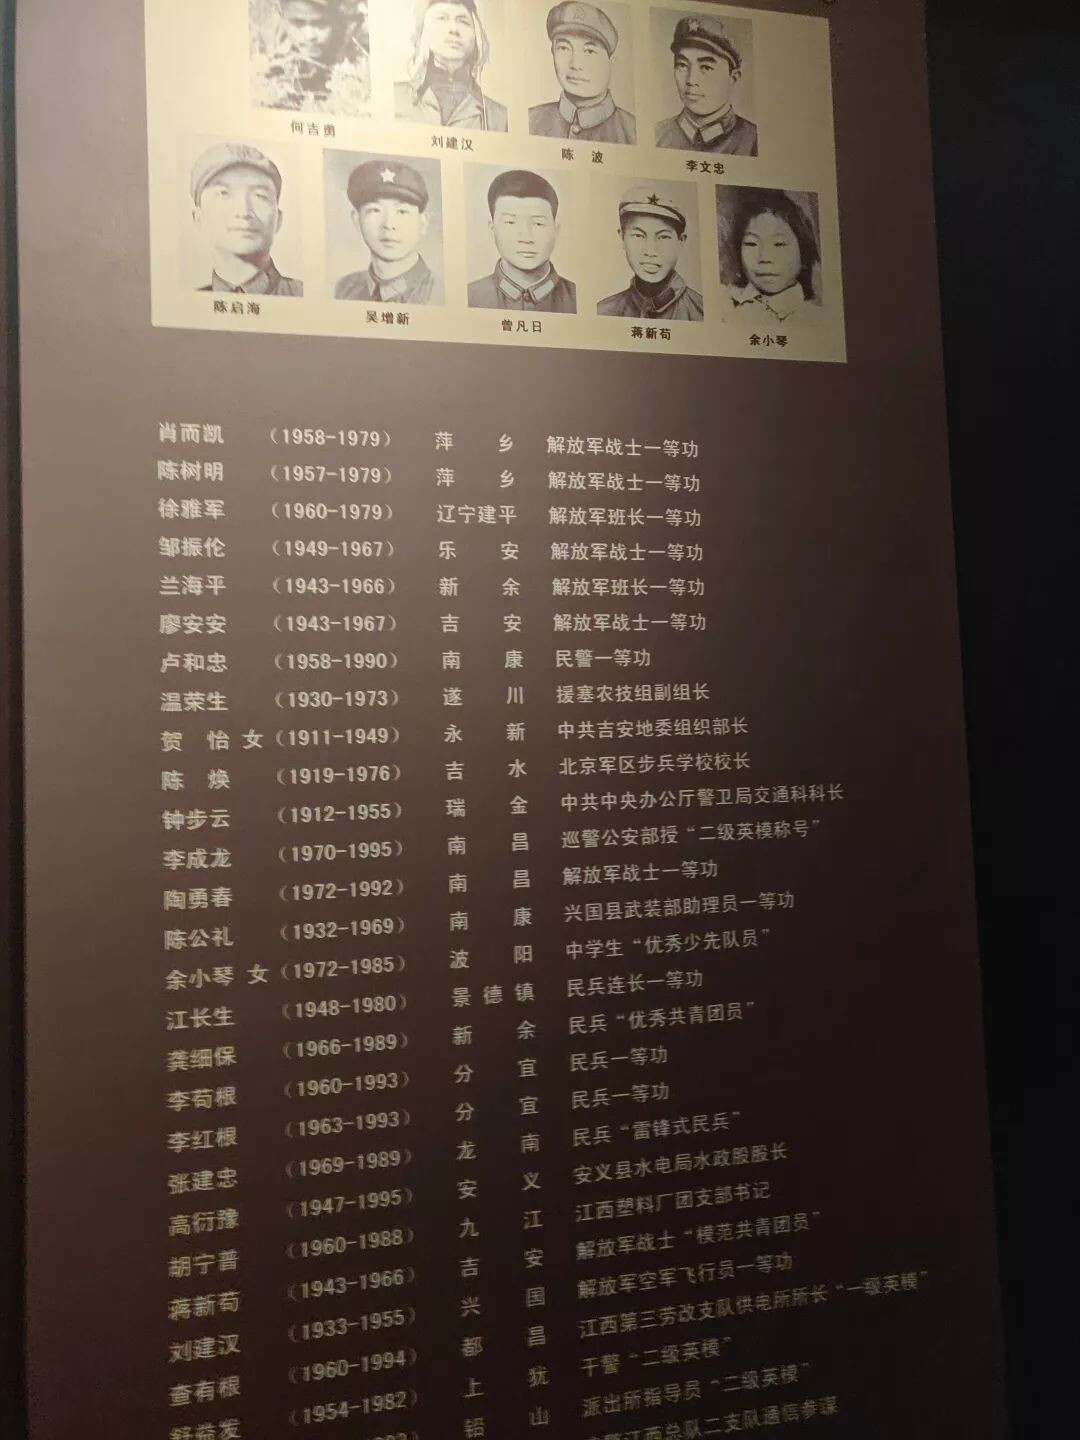 何吉勇 刘建汉 陈波 李文忠
陈启海 吴增新 曾凡日 蒋新苟 余小琴
肖而凯 （1958-1979） 萍乡 解放军战士一等功
陈树明 （1957-1979） 萍乡 解放军战士一等功
徐雅军 （1960-1979） 辽宁建平 解放军班长一等功
邹振伦 （1949-1967） 乐安 解放军战士一等功
兰海平 （1943-1966） 新余 解放军班长一等功
廖安安 （1943-1967） 吉安 解放军战士一等功
卢和忠 （1958-1990） 南康 民警一等功
温荣生 （1930-1973） 遂川 援塞农技组副组长
贺怡 女 （1911-1949） 永新 中共吉安地委组织部长
陈焕 （1919-1976） 吉水 北京军区步兵学校校长
钟步云 （1912-1955） 瑞金 中共中央办公厅警卫局交通科科长
李成龙 （1970-1995） 南昌 巡警公安部授“二级英模称号”
陶勇春 （1972-1992） 南昌 解放军战士一等功
陈公礼 （1932-1969） 南康 兴国县武装部助理员一等功
余小琴 女 （1972-1985） 波阳 中学生“优秀少先队员”
江长生 （1948-1980） 景德镇 民兵连长一等功
龚细保 （1966-1989） 新余 民兵“优秀共青团员”
李苟根 （1960-1993） 分宜 民兵一等功
李红根 （1963-1993） 分宜 民兵一等功
张建忠 （1969-1989） 龙南 民兵“雷锋式民兵”
高衍豫 （1947-1995） 安义 安义县水电局水政股股长
胡宁普 （1960-1988） 九江 江西塑料厂团支部书记
蒋新苟 （1943-1966） 吉安 解放军战士“模范共青团员”
刘建汉 （1933-1955） 兴国 解放军空军飞行员一等功
查有根 （1960-1994） 都昌 江西第三劳改支队供电所所长“一级英模”
舒益发 （1954-1982） 上犹 干警“二级英模”
铅山 派出所指导员“二级英模”
江西总队二支队通信参谋